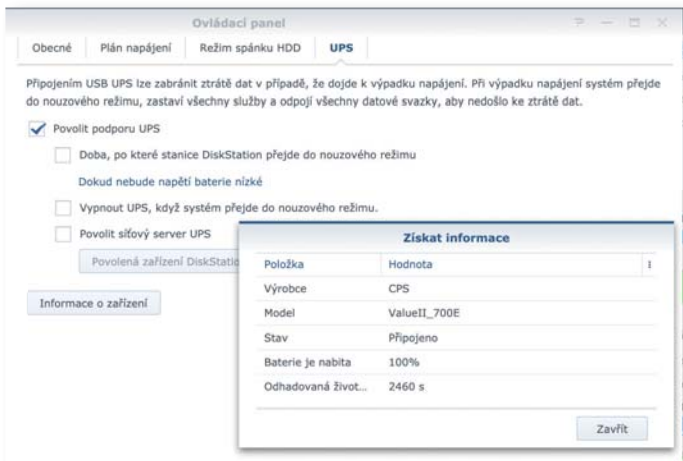 Ovládací panel
Obecné Plán napájení Režim spánku HDD UPS
Připojením USB UPS lze zabránit ztrátě dat v případě, že dojde k výpadku napájení. Při výpadku napájení systém přejde
do nouzového režimu, zastaví všechny služby a odpojí všechny datové svazky, aby nedošlo ke ztrátě dat.
Povolit podporu UPS
Doba, po které stanice DiskStation přejde do nouzového režimu
Dokud nebude napětí baterie nízké
Vypnout UPS, když systém přejde do nouzového režimu.
Povolit síťový server UPS
Povolená zařízení DiskStatio
Informace o zařízení
Získat informace
Položka Hodnota
Výrobce CPS
Model ValueII_700E
Stav Připojeno
Baterie je nabita 100%
Odhadovaná život... 2460 s
Zavřít